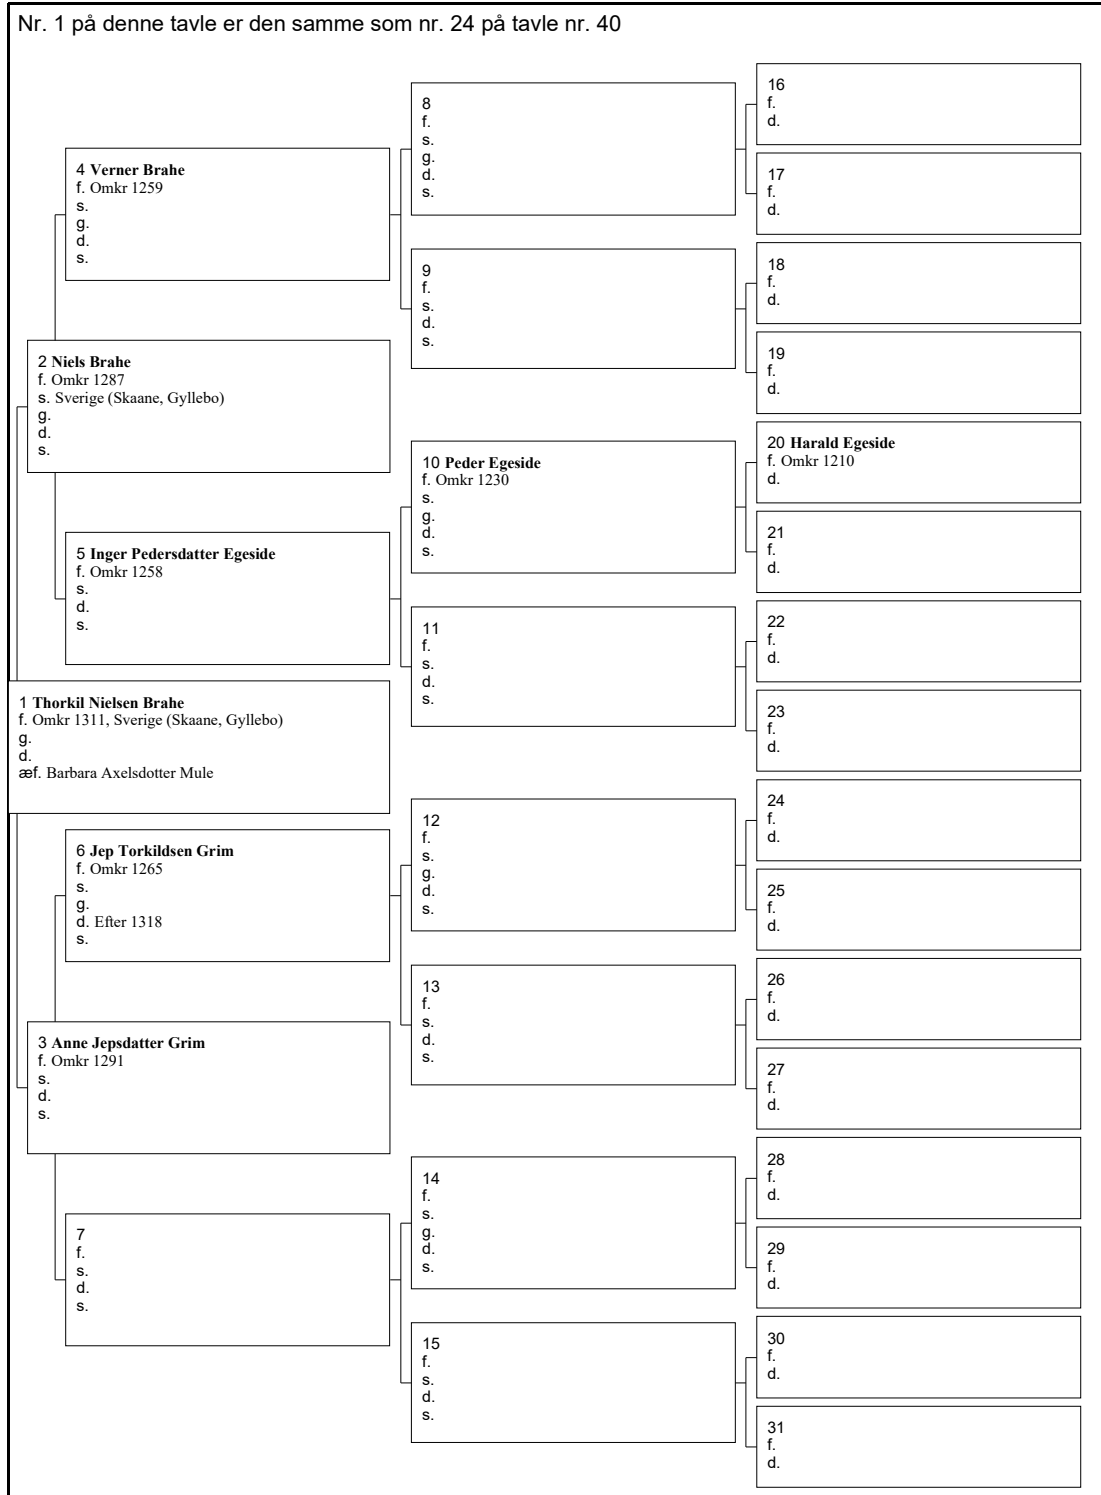 Nr. 1 på denne tavle er den samme som nr. 24 på tavle nr. 40
1 Thorkil Nielsen Brahe
f. Omkr 1311, Sverige (Skaane, Gyllebo)
g.
d.
æf. Barbara Axelsdotter Mule
2 Niels Brahe
f. Omkr 1287
s. Sverige (Skaane, Gyllebo)
g.
d.
s.
3 Anne Jepsdatter Grim
f. Omkr 1291
s.
d.
s.
4 Verner Brahe
f. Omkr 1259
s.
g.
d.
s.
5 Inger Pedersdatter Egeside
f. Omkr 1258
s.
d.
s.
6 Jep Torkildsen Grim
f. Omkr 1265
s.
g.
d. Efter 1318
s.
7
f.
s.
d.
s.
8
f.
s.
g.
d.
s.
9
f.
s.
d.
s.
10 Peder Egeside
f. Omkr 1230
s.
g.
d.
s.
11
f.
s.
d.
s.
12
f.
s.
g.
d.
s.
13
f.
s.
d.
s.
14
f.
s.
g.
d.
s.
15
f.
s.
d.
s.
16
f.
d.
17
f.
d.
18
f.
d.
19
f.
d.
20 Harald Egeside
f. Omkr 1210
d.
21
f.
d.
22
f.
d.
23
f.
d.
24
f.
d.
25
f.
d.
26
f.
d.
27
f.
d.
28
f.
d.
29
f.
d.
30
f.
d.
31
f.
d.